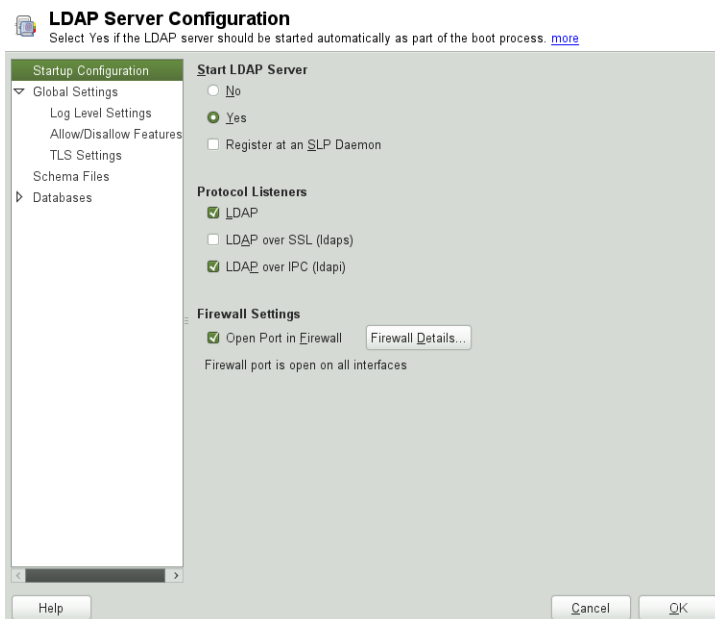 LDAP Server Configuration
Select Yes if the LDAP server should be started automatically as part of the boot process. more
Startup Configuration
Global Settings
Log Level Settings
Allow/Disallow Features
TLS Settings
Schema Files
Databases
Start LDAP Server
No
Yes
Register at an SLP Daemon
Protocol Listeners
LDAP
LDAP over SSL (ldaps)
LDAP over IPC (ldapi)
Firewall Settings
Open Port in Firewall
Firewall Details...
Firewall port is open on all interfaces
Help
Cancel
OK